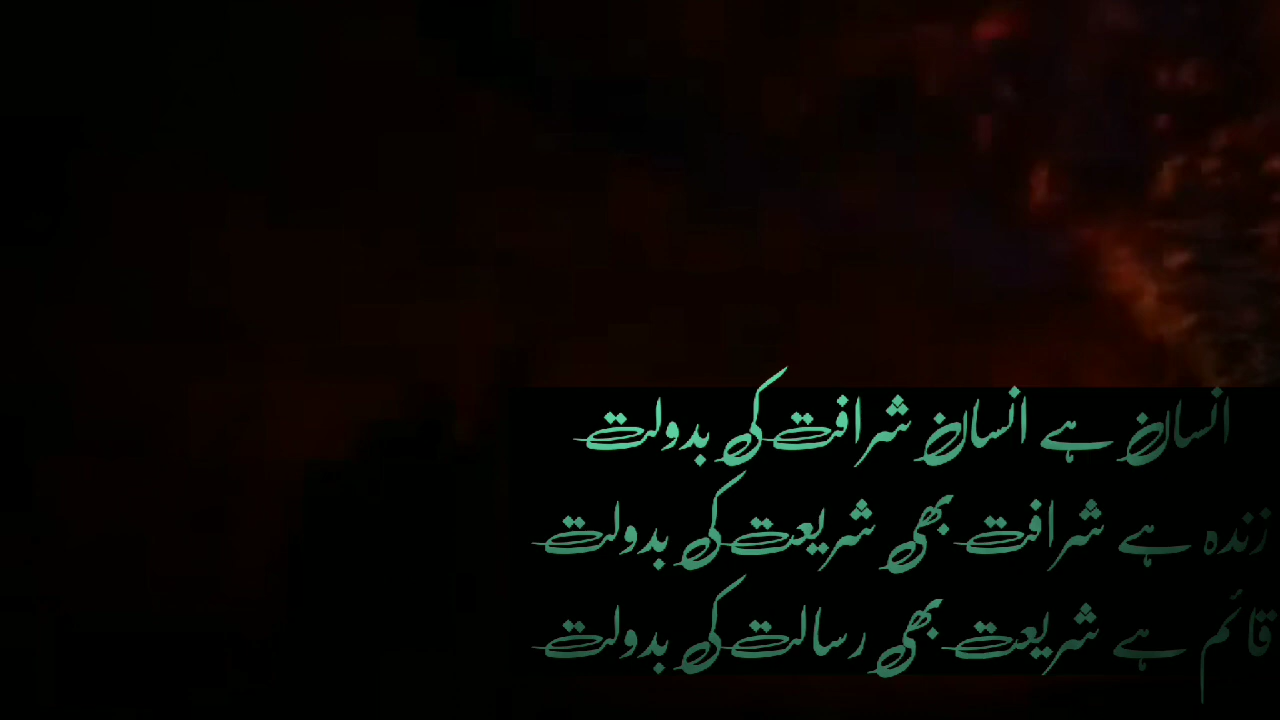 انسان ہے انسان شرافت کی بدولت
زندہ ہے شرافت بھی شریعت کی بدولت
قائم ہے شریعت بھی رسالت کی بدولت